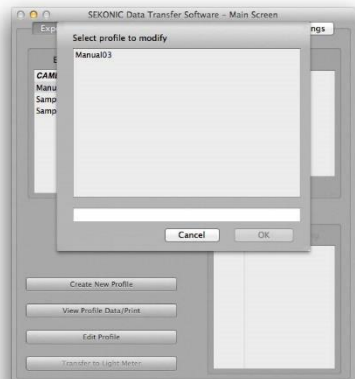 SEKONIC Data Transfer Software – Main Screen
Select profile to modify
Manual03
Cancel
OK
Create New Profile
View Profile Data/Print
Edit Profile
Transfer to Light Meter